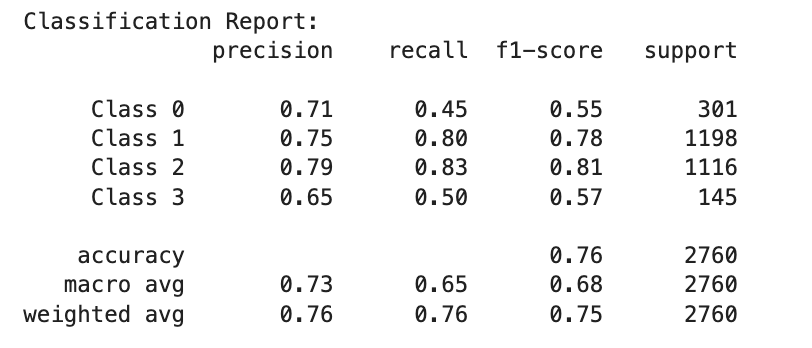 Classification Report:
precision recall f1-score support
Class 0 0.71 0.45 0.55 301
Class 1 0.75 0.80 0.78 1198
Class 2 0.79 0.83 0.81 1116
Class 3 0.65 0.50 0.57 145
accuracy 0.76 2760
macro avg 0.73 0.65 0.68 2760
weighted avg 0.76 0.76 0.75 2760